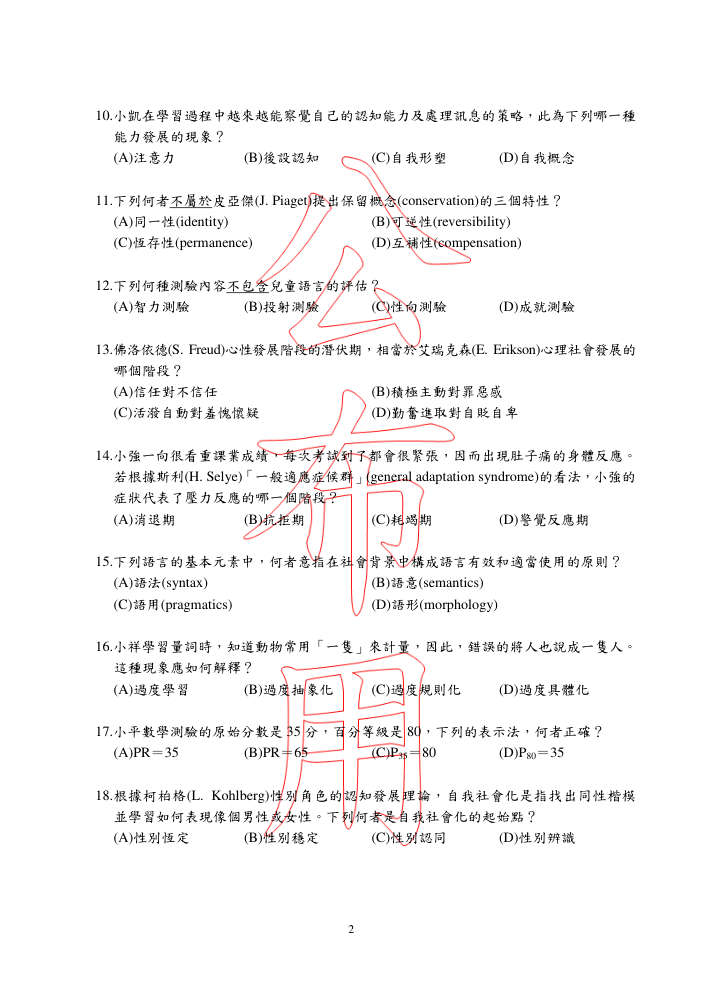 10.小凱在學習過程中越來越能察覺自己的認知能力及處理訊息的策略，此為下列哪一種
能力發展的現象？
(A)注意力 (B)後設認知 (C)自我形塑 (D)自我概念
11.下列何者不屬於皮亞傑(J. Piaget)提出保留概念(conservation)的三個特性？
(A)同一性(identity) (B)可逆性(reversibility)
(C)恆存性(permanence) (D)互補性(compensation)
12.下列何種測驗內容不包含兒童語言的評估？
(A)智力測驗 (B)投射測驗 (C)性向測驗 (D)成就測驗
13.佛洛依德(S. Freud)心性發展階段的潛伏期，相當於艾瑞克森(E. Erikson)心理社會發展的
哪個階段？
(A)信任對不信任 (B)積極主動對罪惡感
(C)活潑自動對羞愧懷疑 (D)勤奮進取對自貶自卑
14.小強一向很看重課業成績，每次考試到了都會很緊張，因而出現肚子痛的身體反應。
若根據斯利(H. Selye)「一般適應症候群」(general adaptation syndrome)的看法，小強的
症狀代表了壓力反應的哪一個階段？
(A)消退期 (B)抗拒期 (C)耗竭期 (D)警覺反應期
15.下列語言的基本元素中，何者意指在社會背景中構成語言有效和適當使用的原則？
(A)語法(syntax) (B)語意(semantics)
(C)語用(pragmatics) (D)語形(morphology)
16.小祥學習量詞時，知道動物常用「一隻」來計量，因此，錯誤的將人也說成一隻人。
這種現象應如何解釋？
(A)過度學習 (B)過度抽象化 (C)過度規則化 (D)過度具體化
17.小平數學測驗的原始分數是 35 分，百分等級是 80，下列的表示法，何者正確？
(A)PR＝35 (B)PR＝65 (C)P₃₅＝80 (D)P₈₀＝35
18.根據柯柏格(L. Kohlberg)性別角色的認知發展理論，自我社會化是指找出同性楷模
並學習如何表現像個男性或女性。下列何者是自我社會化的起始點？
(A)性別恆定 (B)性別穩定 (C)性別認同 (D)性別辨識
公布用
2